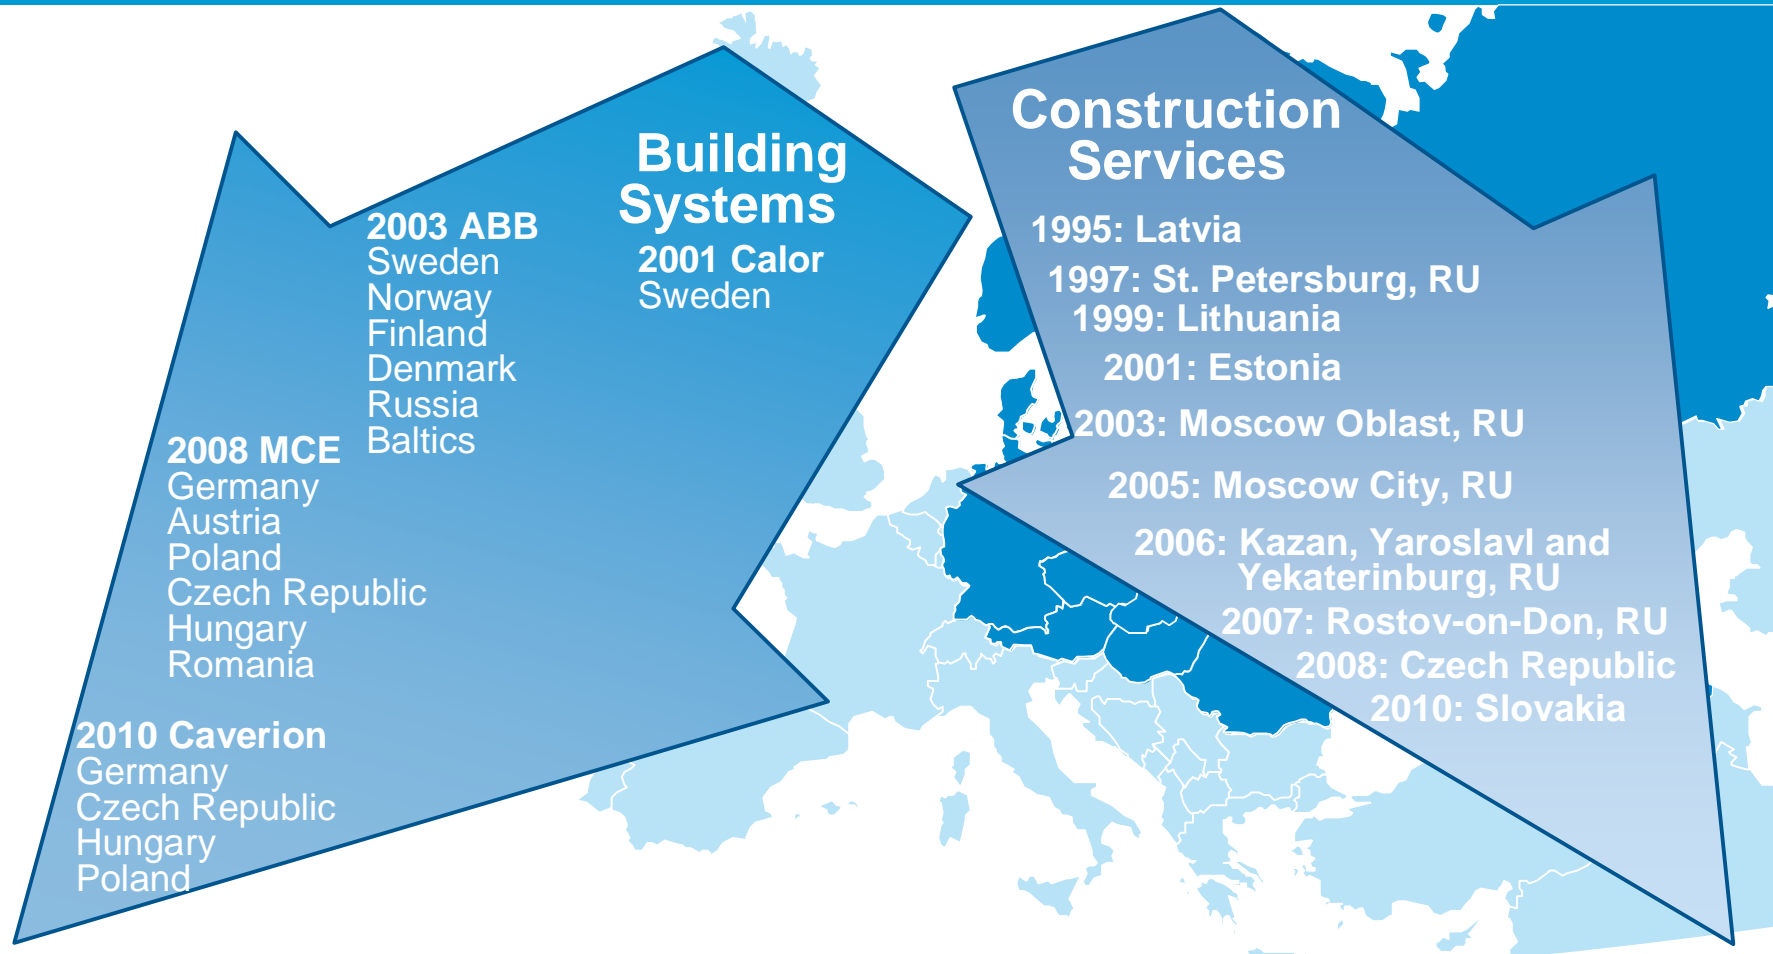 Building
Systems
2001 Calor
Sweden
2003 ABB
Sweden
Norway
Finland
Denmark
Russia
Baltics
2008 MCE
Germany
Austria
Poland
Czech Republic
Hungary
Romania
2010 Caverion
Germany
Czech Republic
Hungary
Poland
Construction
Services
1995: Latvia
1997: St. Petersburg, RU
1999: Lithuania
2001: Estonia
2003: Moscow Oblast, RU
2005: Moscow City, RU
2006: Kazan, Yaroslavl and
Yekaterinburg, RU
2007: Rostov-on-Don, RU
2008: Czech Republic
2010: Slovakia